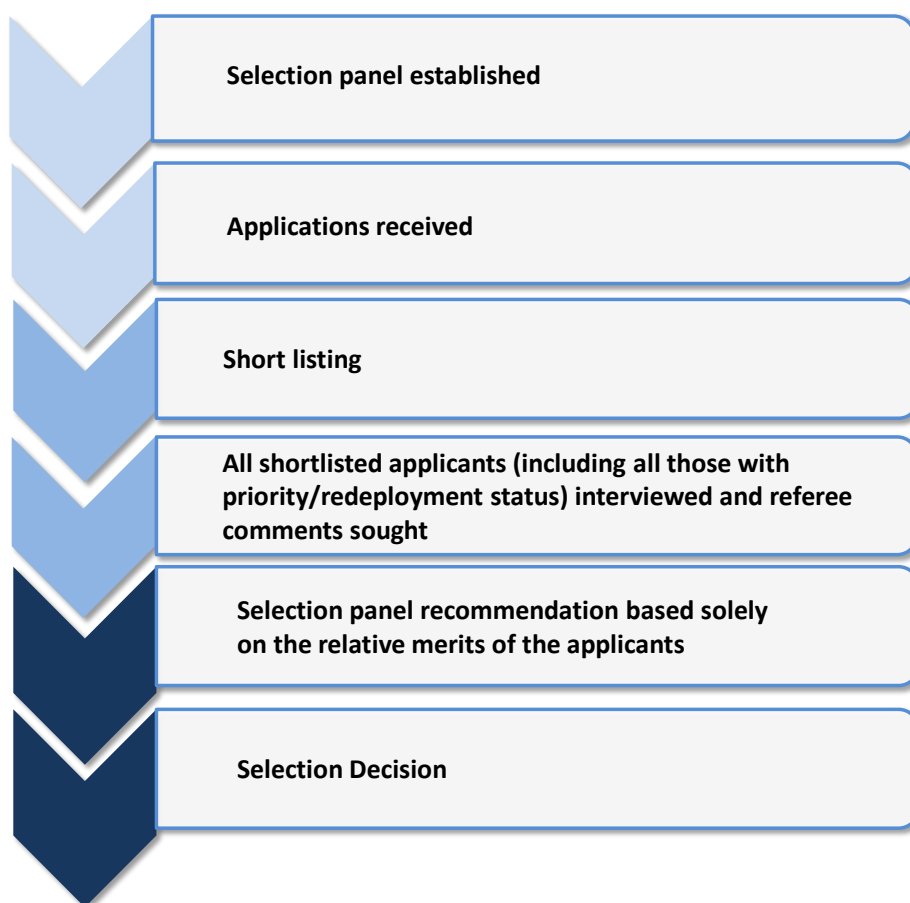 Selection panel established
Applications received
Short listing
All shortlisted applicants (including all those with
priority/redeployment status) interviewed and referee
comments sought
Selection panel recommendation based solely
on the relative merits of the applicants
Selection Decision